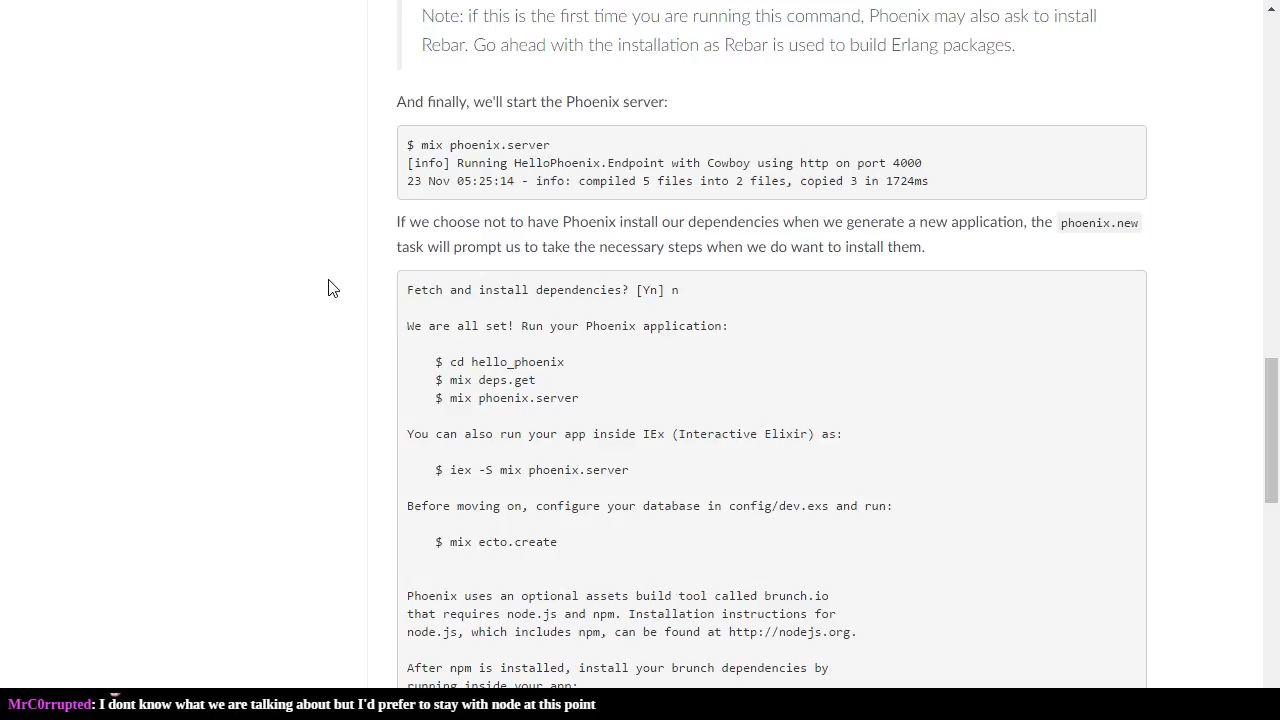 Note: if this is the first time you are running this command, Phoenix may also ask to install
Rebar. Go ahead with the installation as Rebar is used to build Erlang packages.
And finally, we'll start the Phoenix server:
$ mix phoenix.server
[info] Running HelloPhoenix.Endpoint with Cowboy using http on port 4000
23 Nov 05:25:14 - info: compiled 5 files into 2 files, copied 3 in 1724ms
If we choose not to have Phoenix install our dependencies when we generate a new application, the phoenix.new
task will prompt us to take the necessary steps when we do want to install them.
Fetch and install dependencies? [Yn] n
We are all set! Run your Phoenix application:
$ cd hello_phoenix
$ mix deps.get
$ mix phoenix.server
You can also run your app inside IEx (Interactive Elixir) as:
$ iex -S mix phoenix.server
Before moving on, configure your database in config/dev.exs and run:
$ mix ecto.create
Phoenix uses an optional assets build tool called brunch.io
that requires node.js and npm. Installation instructions for
node.js, which includes npm, can be found at http://nodejs.org.
After npm is installed, install your brunch dependencies by
running inside your app:
MrC0rrupted: I dont know what we are talking about but I'd prefer to stay with node at this point